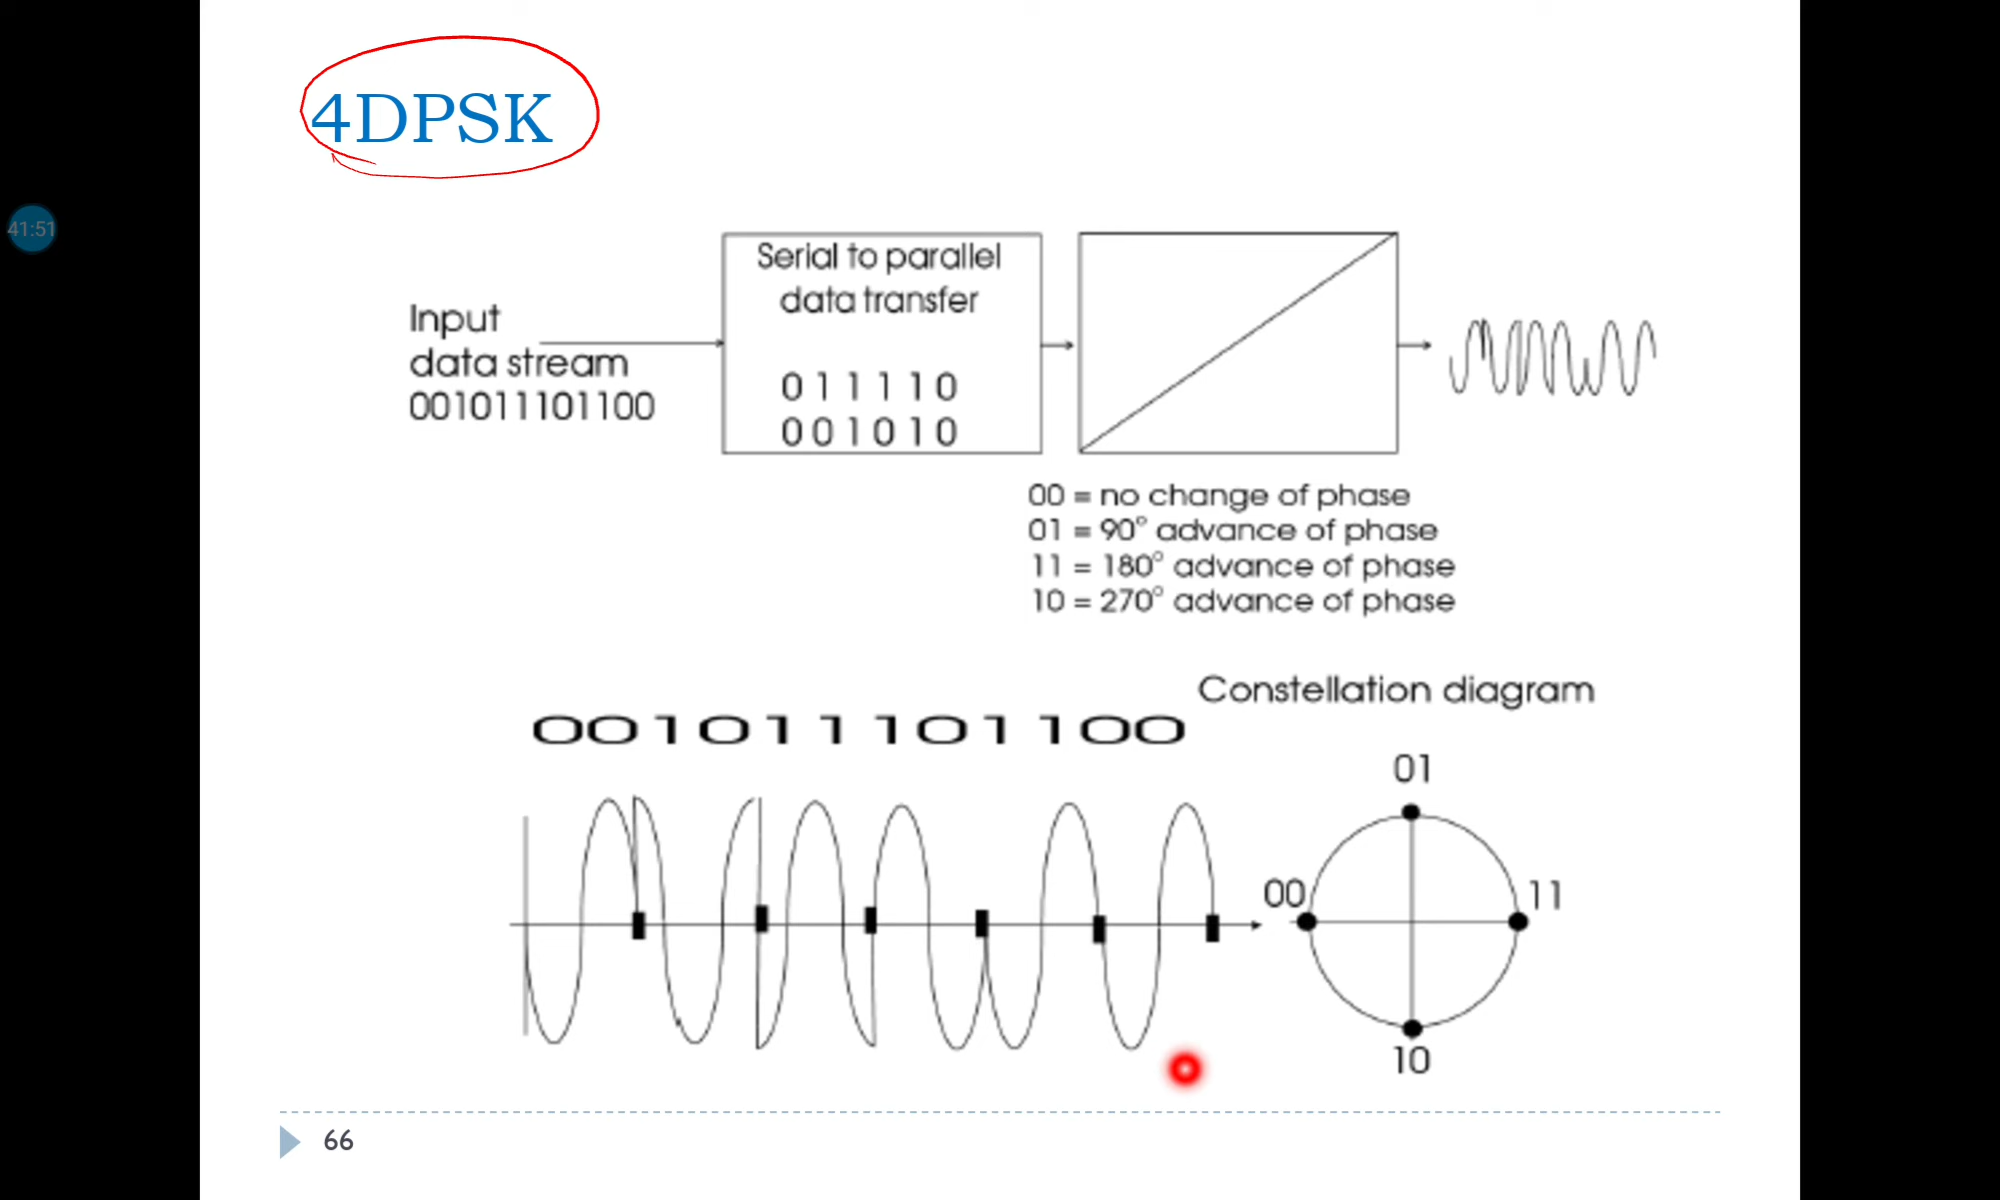 4DPSK
41:51
Serial to parallel
data transfer
Input
data stream
001011101100
0 1 1 1 1 0
0 0 1 0 1 0
00 = no change of phase
01 = 90° advance of phase
11 = 180° advance of phase
10 = 270° advance of phase
Constellation diagram
001011101100
01
00
11
10
66